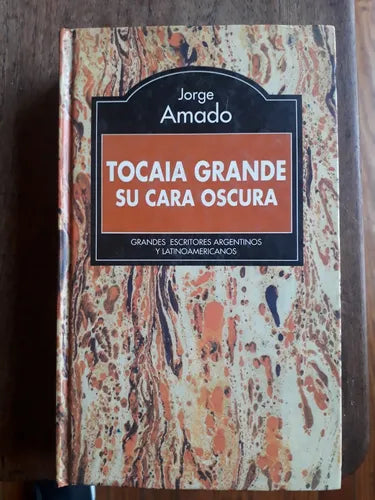 Jorge
Amado
TOCAIA GRANDE
SU CARA OSCURA
GRANDES ESCRITORES ARGENTINOS
Y LATINOAMERICANOS